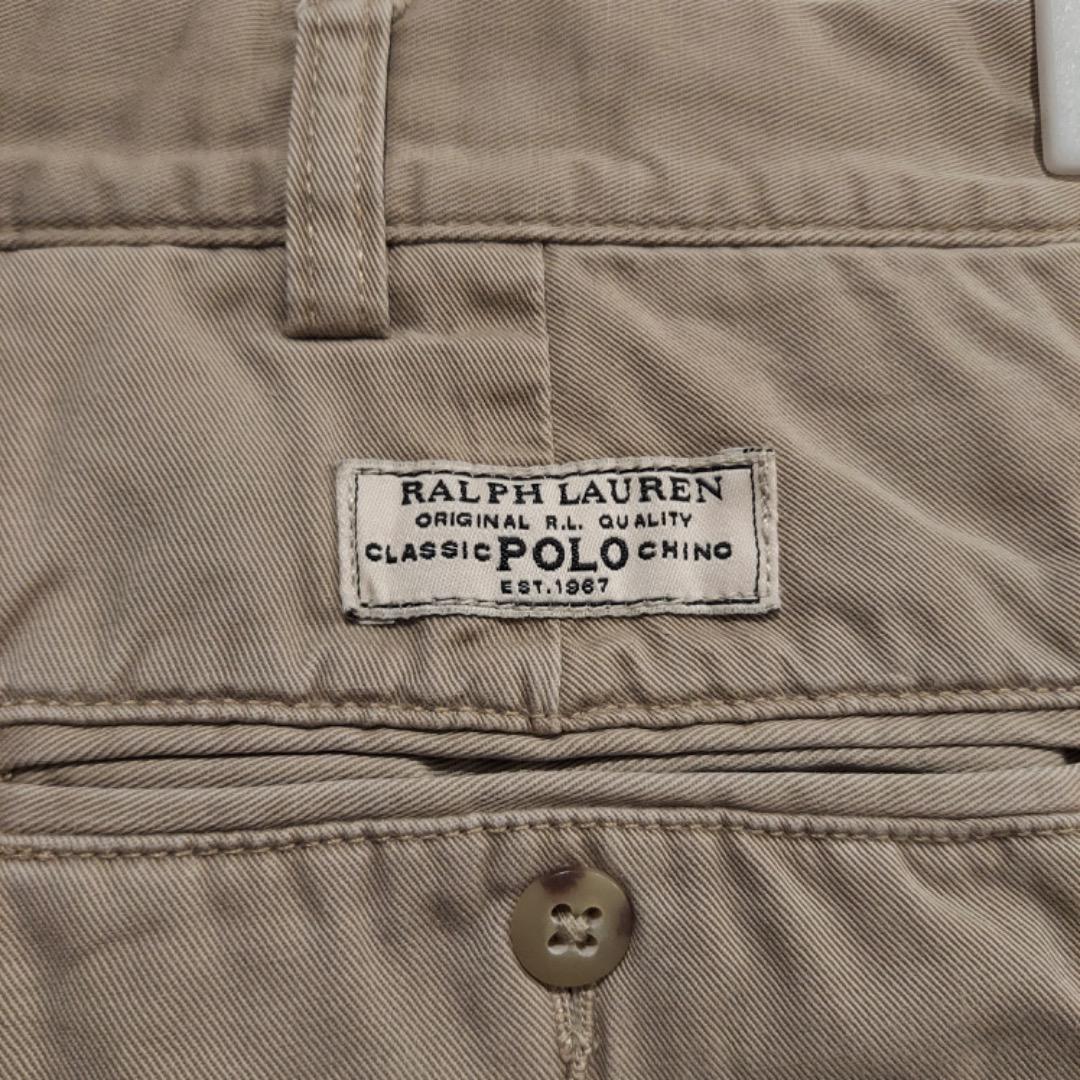 RALPH LAUREN
ORIGINAL R.L. QUALITY
CLASSIC POLO CHINO
EST.1967